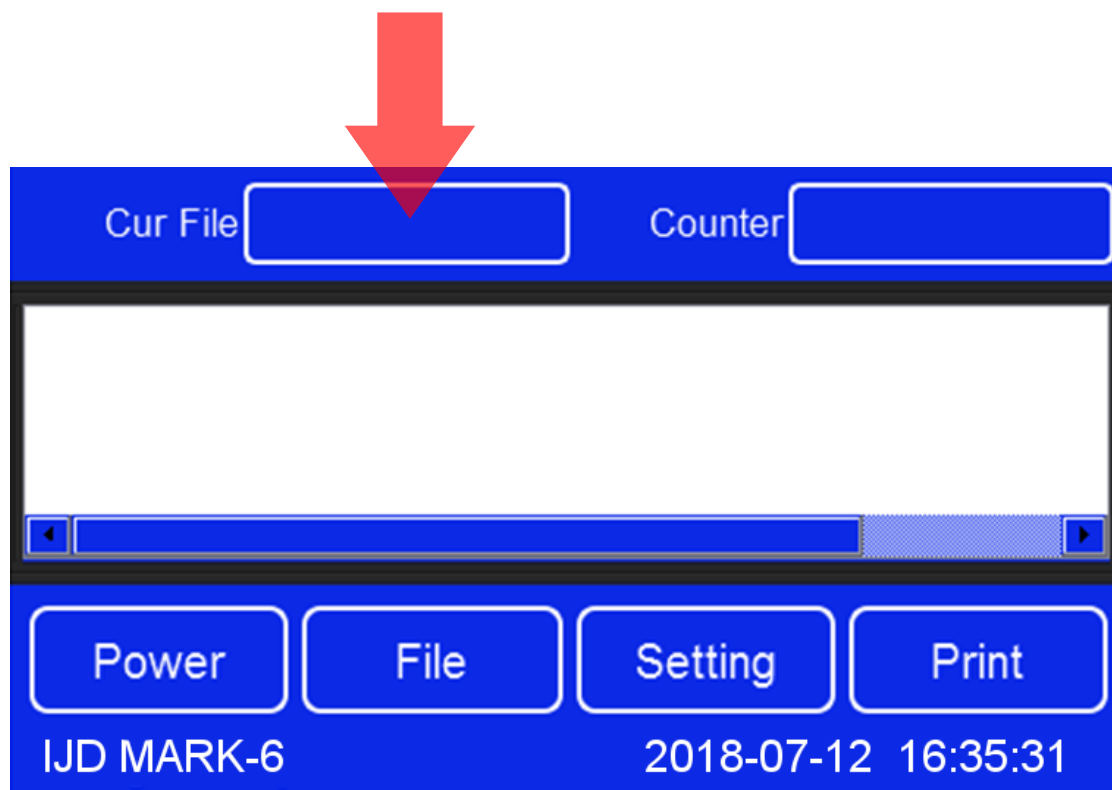 Cur File Counter
Power File Setting Print
IJD MARK-6 2018-07-12 16:35:31